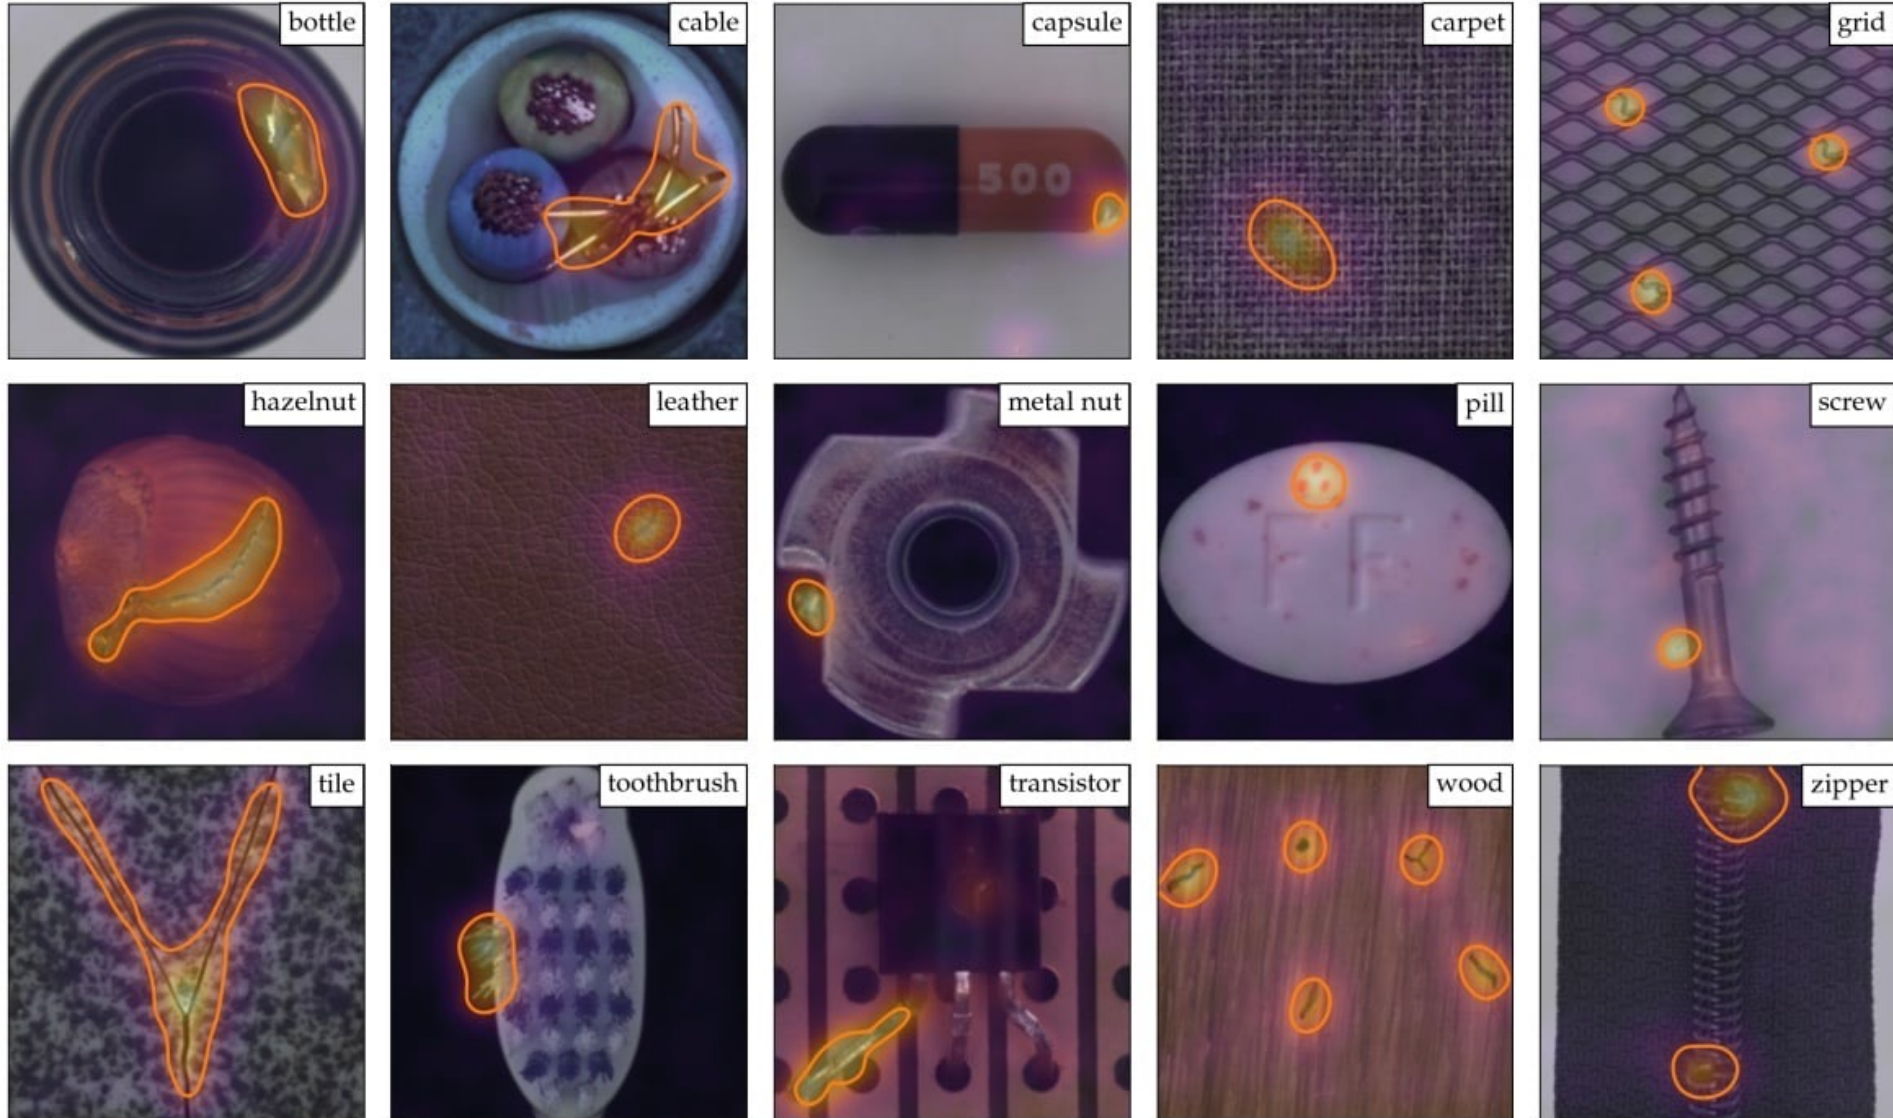 bottle
cable
capsule
carpet
grid
500
hazelnut
leather
metal nut
pill
screw
FF
tile
toothbrush
transistor
wood
zipper